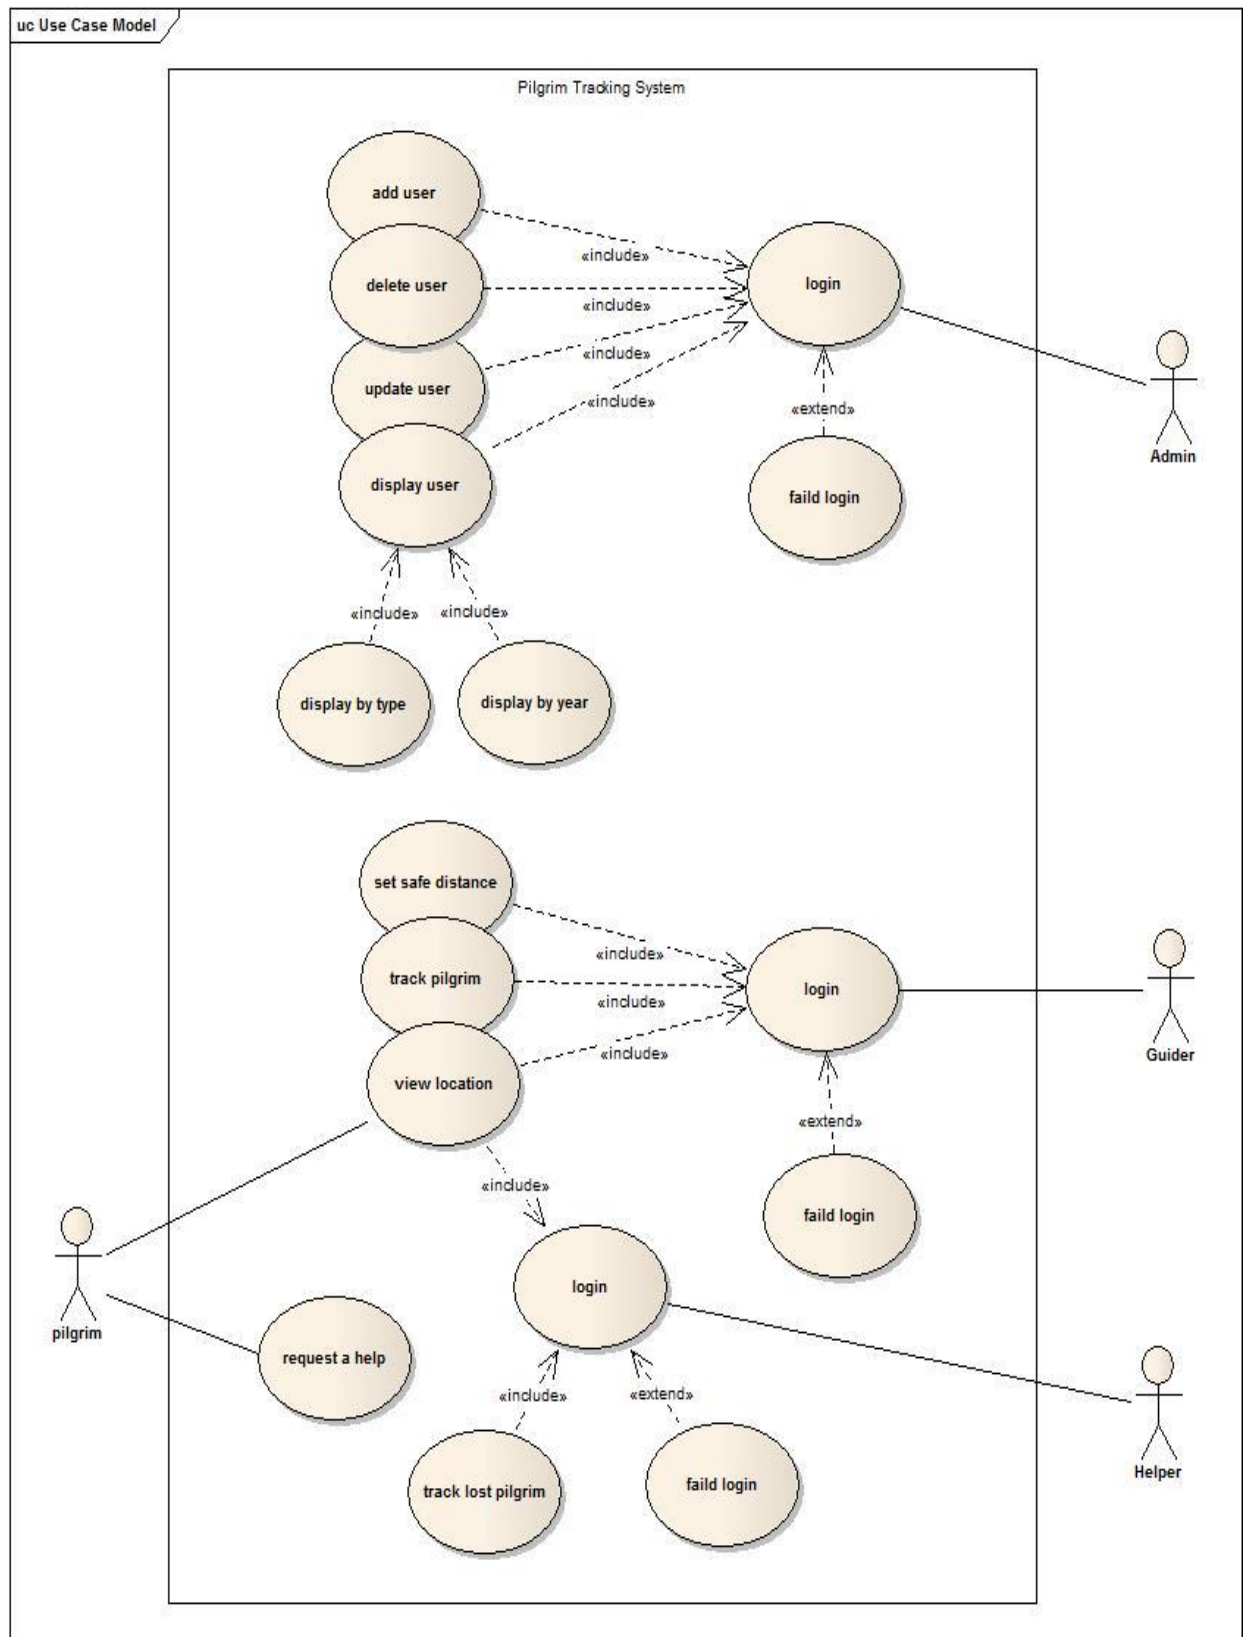 uc Use Case Model
Pilgrim Tracking System
add user
«include»
delete user
login
«include»
«include»
update user
«include»
«extend»
Admin
display user
faild login
«include» «include»
display by type
display by year
set safe distance
«include»
track pilgrim
login
«include»
«include»
Guider
view location
«extend»
«include»
faild login
login
pilgrim
request a help
«include»
«extend»
Helper
track lost pilgrim
faild login